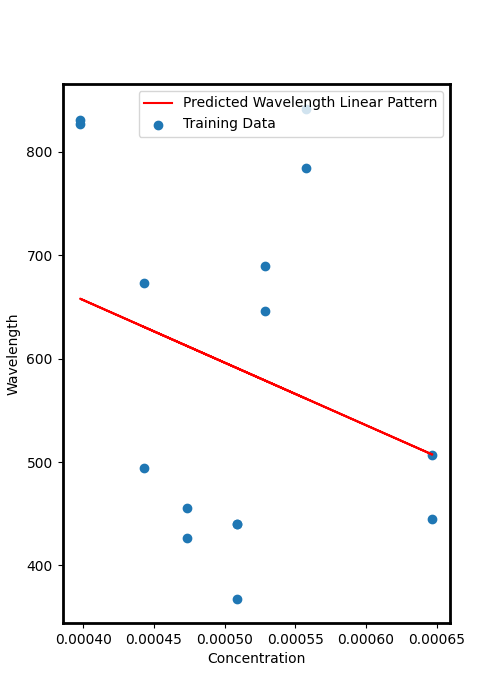 Predicted Wavelength Linear Pattern
Training Data
800
700
600
500
400
Wavelength
0.00040 0.00045 0.00050 0.00055 0.00060 0.00065
Concentration